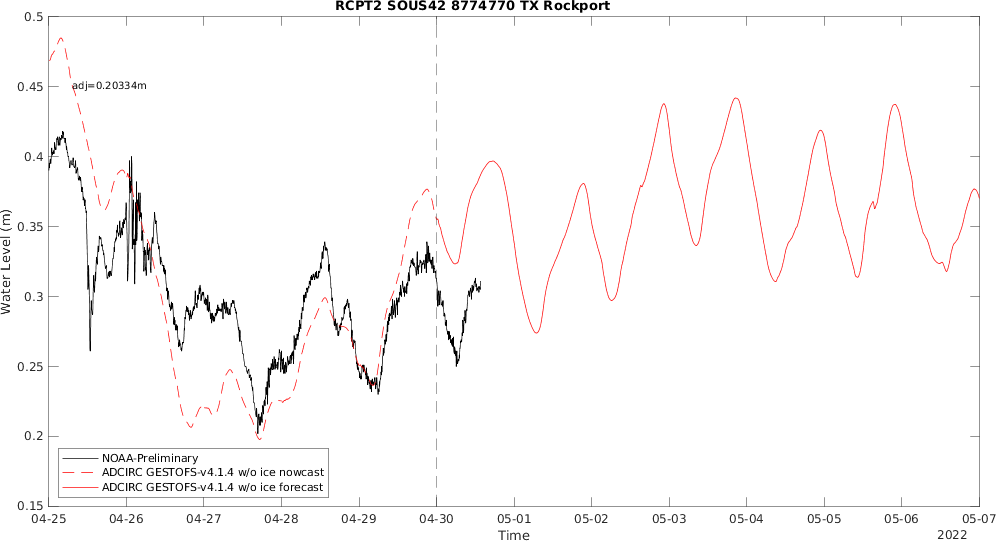 RCPT2 SOUS42 8774770 TX Rockport
0.5
0.45
0.4
0.35
0.3
0.25
0.2
0.15
Water Level (m)
adj=0.20334m
NOAA-Preliminary
ADCIRC GESTOFS-v4.1.4 w/o ice nowcast
ADCIRC GESTOFS-v4.1.4 w/o ice forecast
04-25 04-26 04-27 04-28 04-29 04-30 05-01 05-02 05-03 05-04 05-05 05-06 05-07
Time
2022